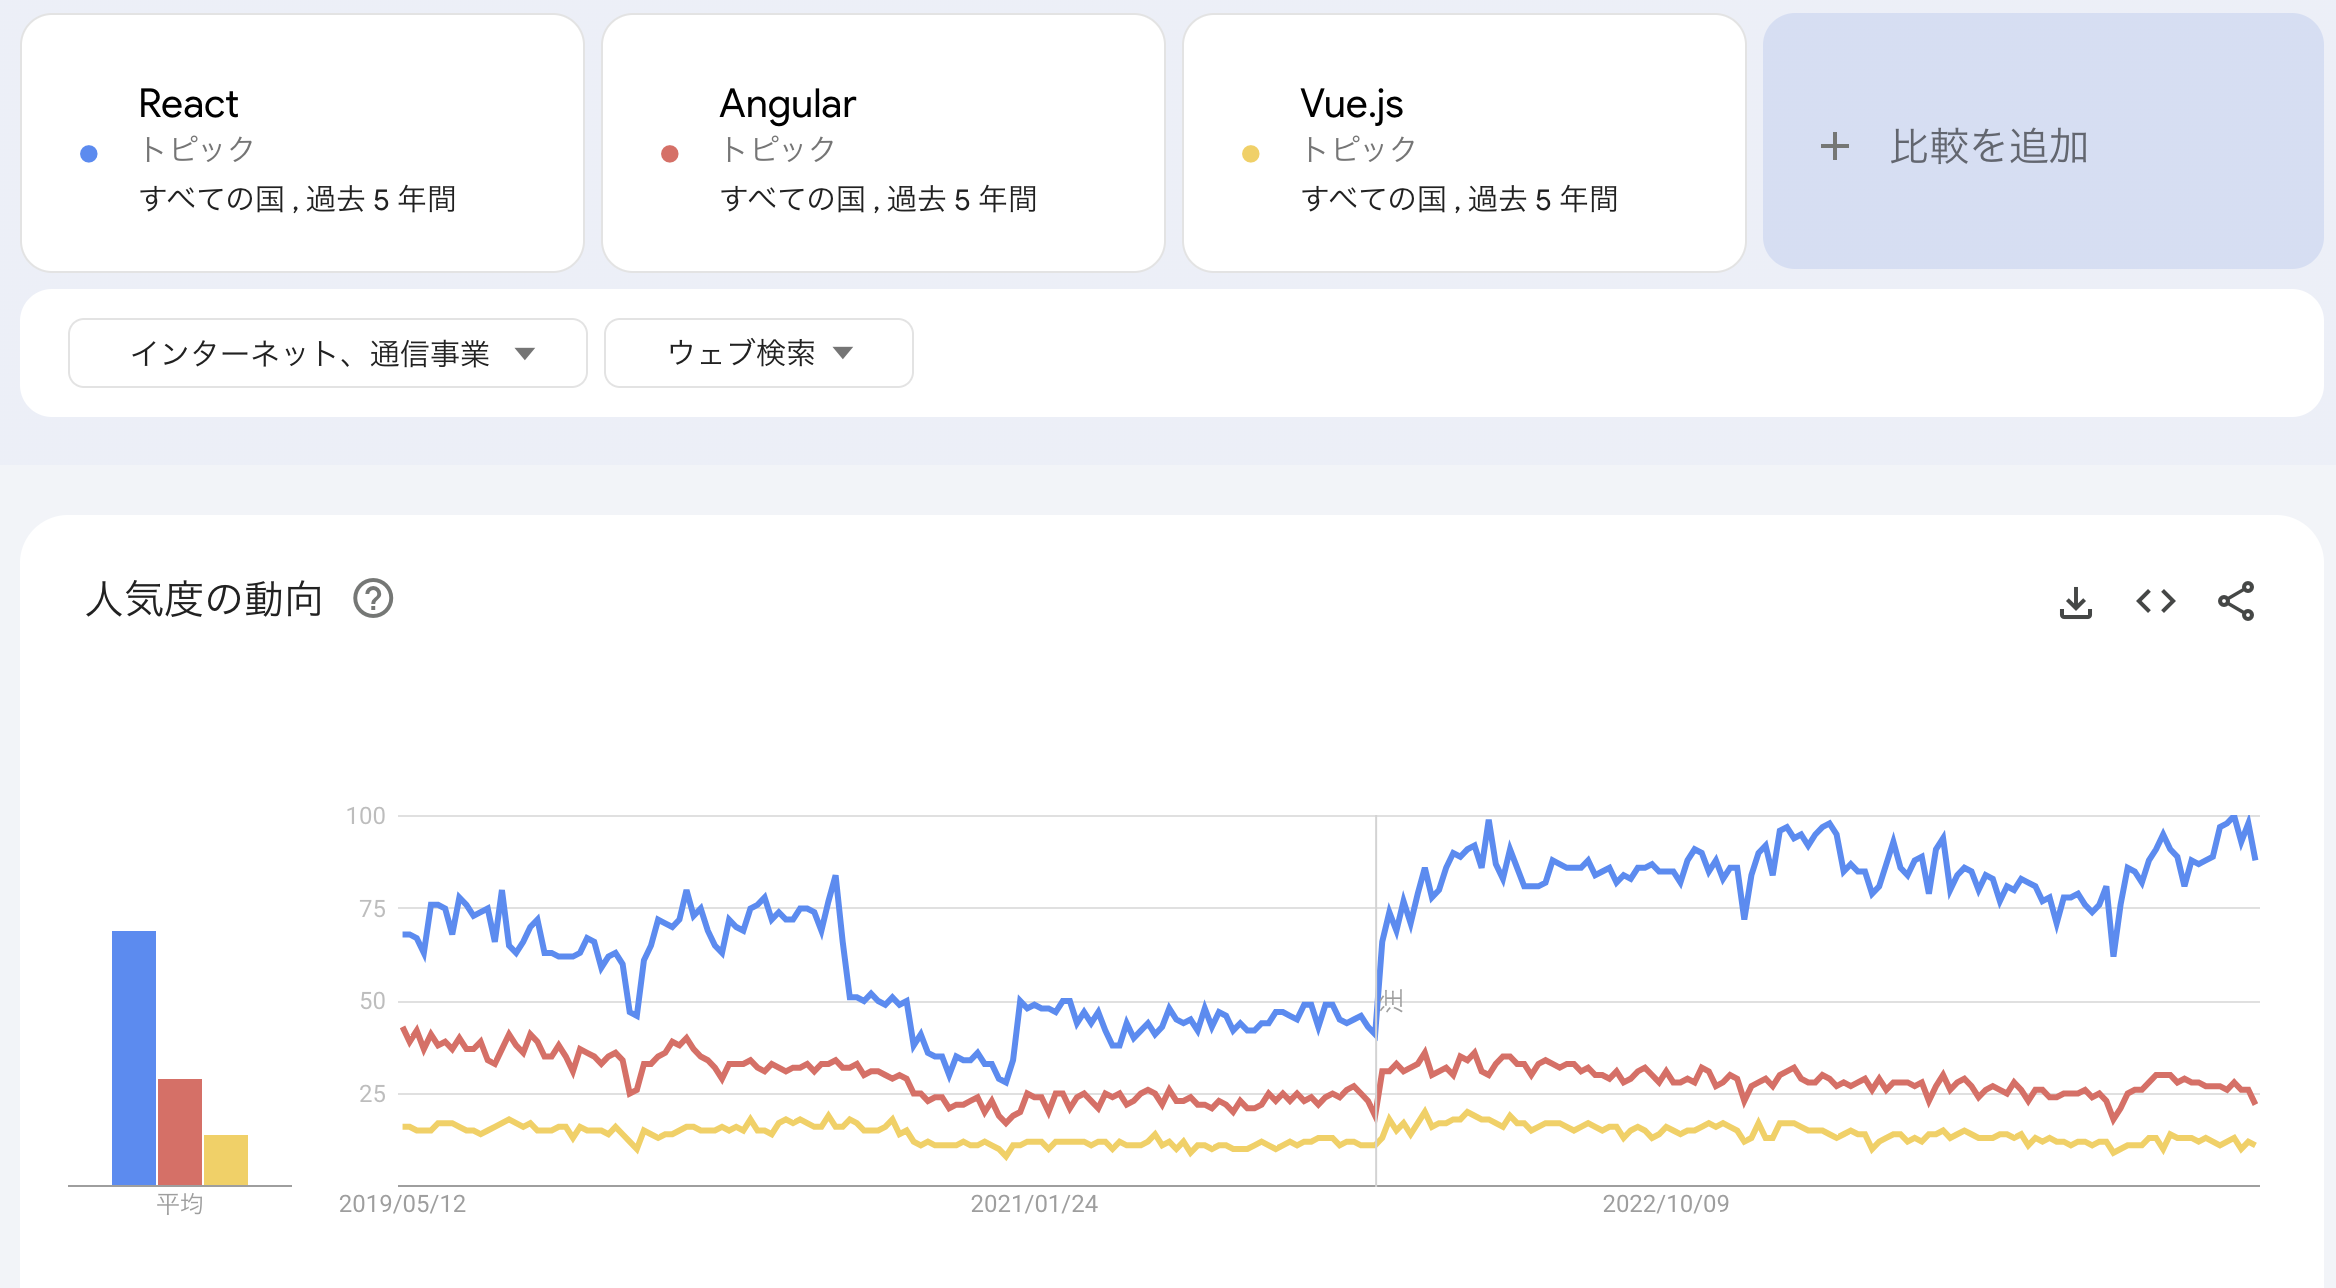 React
トピック
すべての国 , 過去 5 年間
Angular
トピック
すべての国 , 過去 5 年間
Vue.js
トピック
すべての国 , 過去 5 年間
+ 比較を追加
インターネット、通信事業
ウェブ検索
人気度の動向
100
75
50
25
注
平均
2019/05/12
2021/01/24
2022/10/09